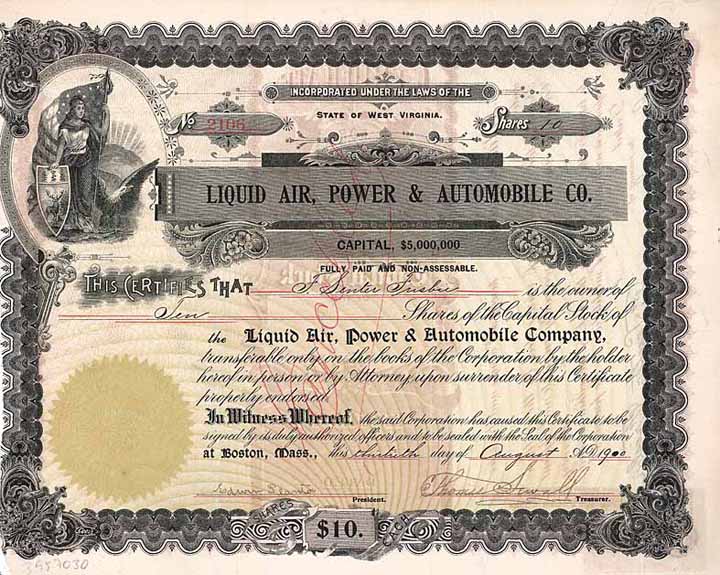 INCORPORATED UNDER THE LAWS OF THE
STATE OF WEST VIRGINIA.
No 2106
Shares 10
LIQUID AIR, POWER & AUTOMOBILE CO.
CAPITAL, $5,000,000
FULLY PAID AND NON-ASSESSABLE.
THIS CERTIFIES THAT is the owner of
Ten Shares of the Capital Stock of
the Liquid Air, Power & Automobile Company,
transferable only on the books of the Corporation by the holder
hereof in person or by Attorney upon surrender of this Certificate
properly endorsed.
In Witness Whereof, the said Corporation has caused this Certificate to be
signed by its duly authorized officers and to be sealed with the Seal of the Corporation
at Boston, Mass., this thirtieth day of August A.D. 1900
President.
Thomas Treasurer.
SHARES $10. EACH